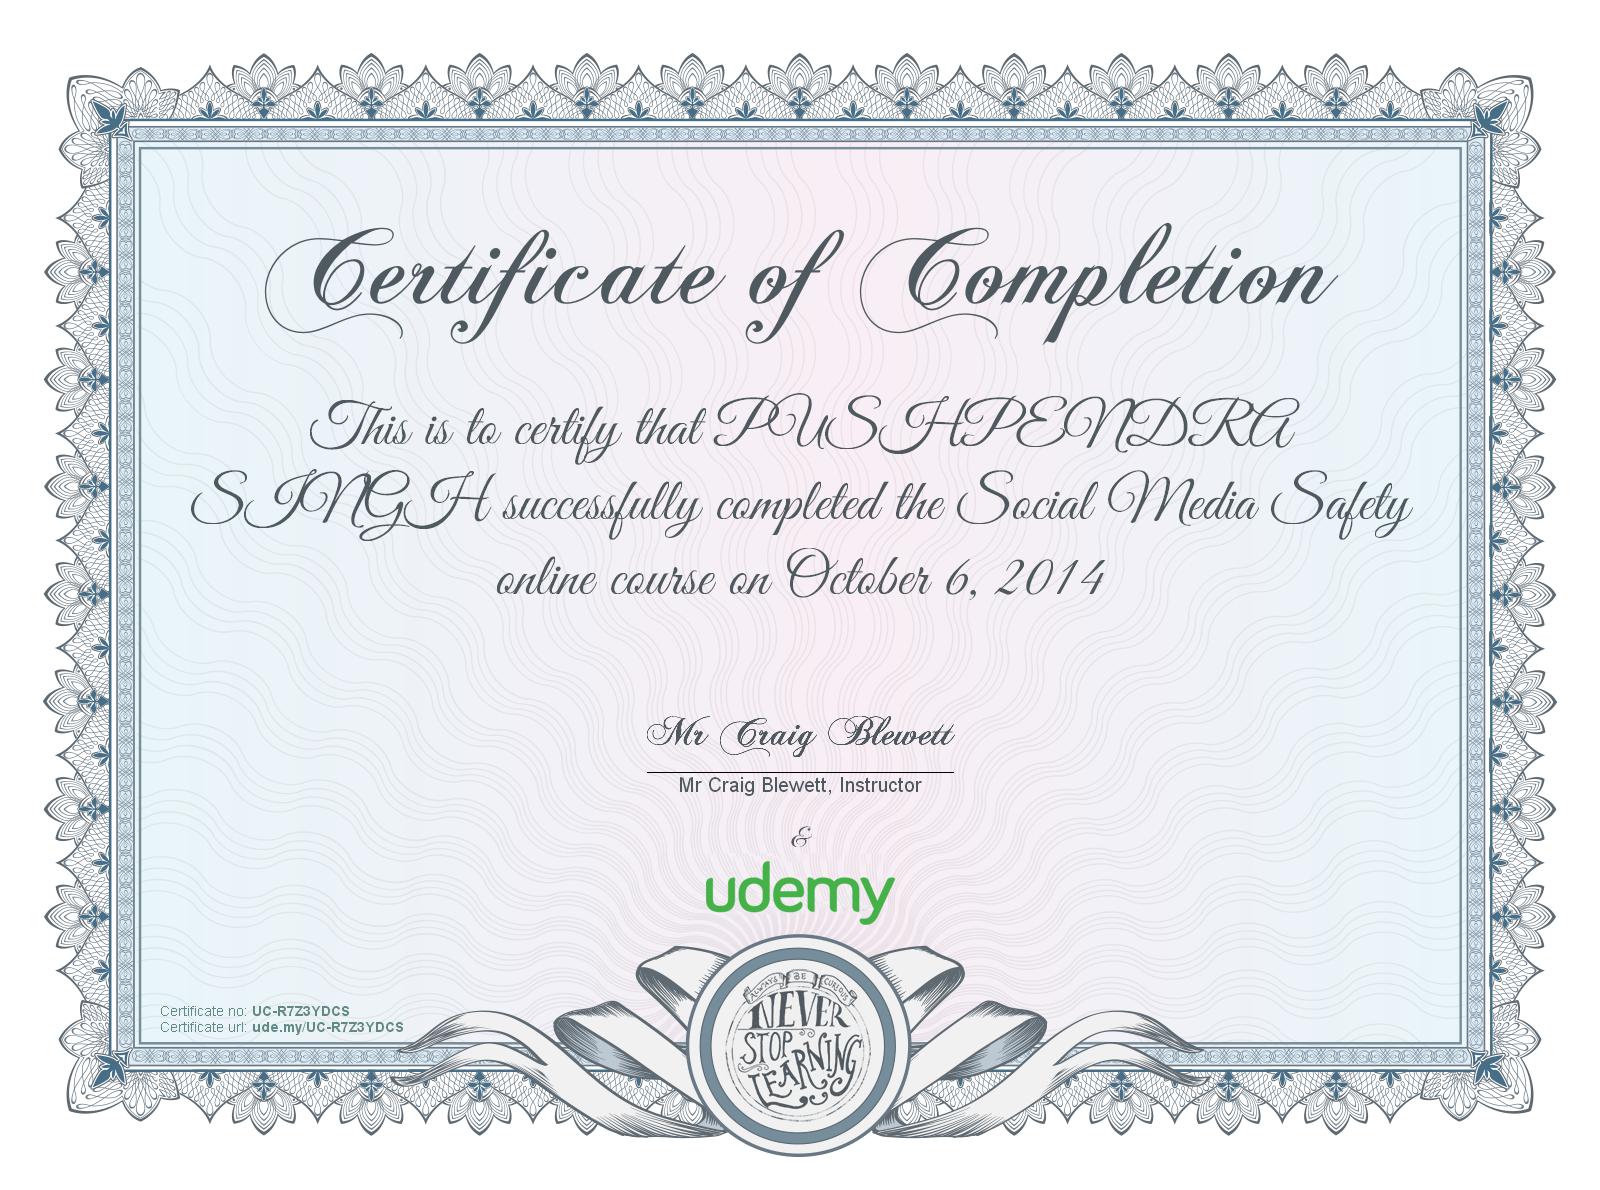 Certificate of Completion
This is to certify that PUSHPENDRA
SINGH successfully completed the Social Media Safety
online course on October 6, 2014
Mr Craig Blewett
Mr Craig Blewett, Instructor
&
udemy
ALWAYS BE CURIOUS
NEVER
STOP
LEARNING
Certificate no: UC-R7Z3YDCS
Certificate url: ude.my/UC-R7Z3YDCS